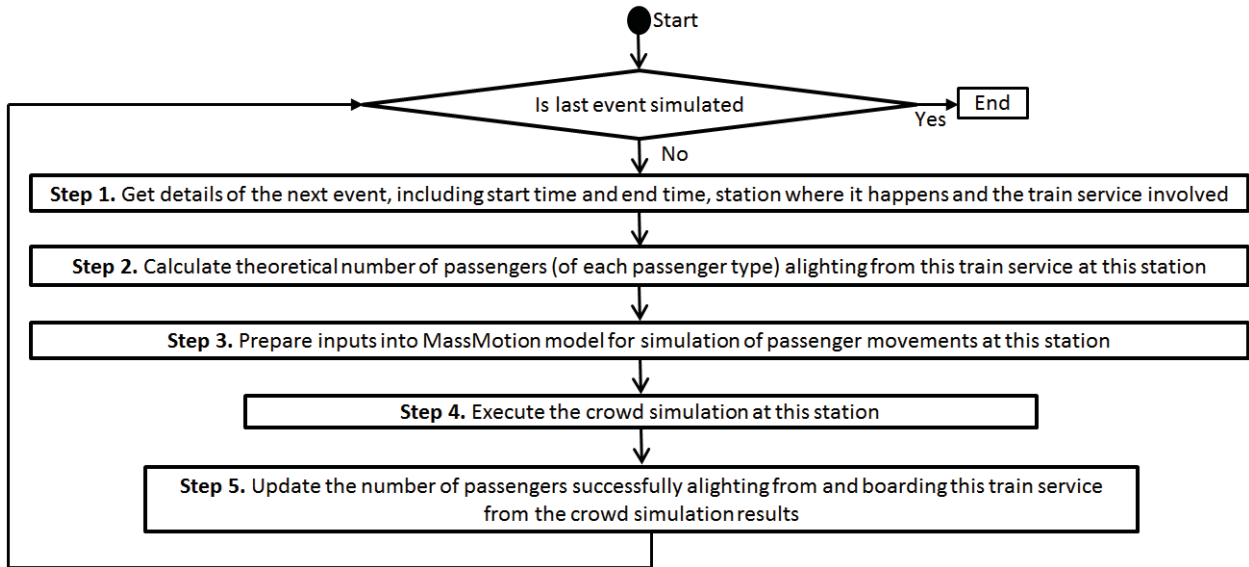 Start
Is last event simulated
End
Yes
No
Step 1. Get details of the next event, including start time and end time, station where it happens and the train service involved
Step 2. Calculate theoretical number of passengers (of each passenger type) alighting from this train service at this station
Step 3. Prepare inputs into MassMotion model for simulation of passenger movements at this station
Step 4. Execute the crowd simulation at this station
Step 5. Update the number of passengers successfully alighting from and boarding this train service
from the crowd simulation results